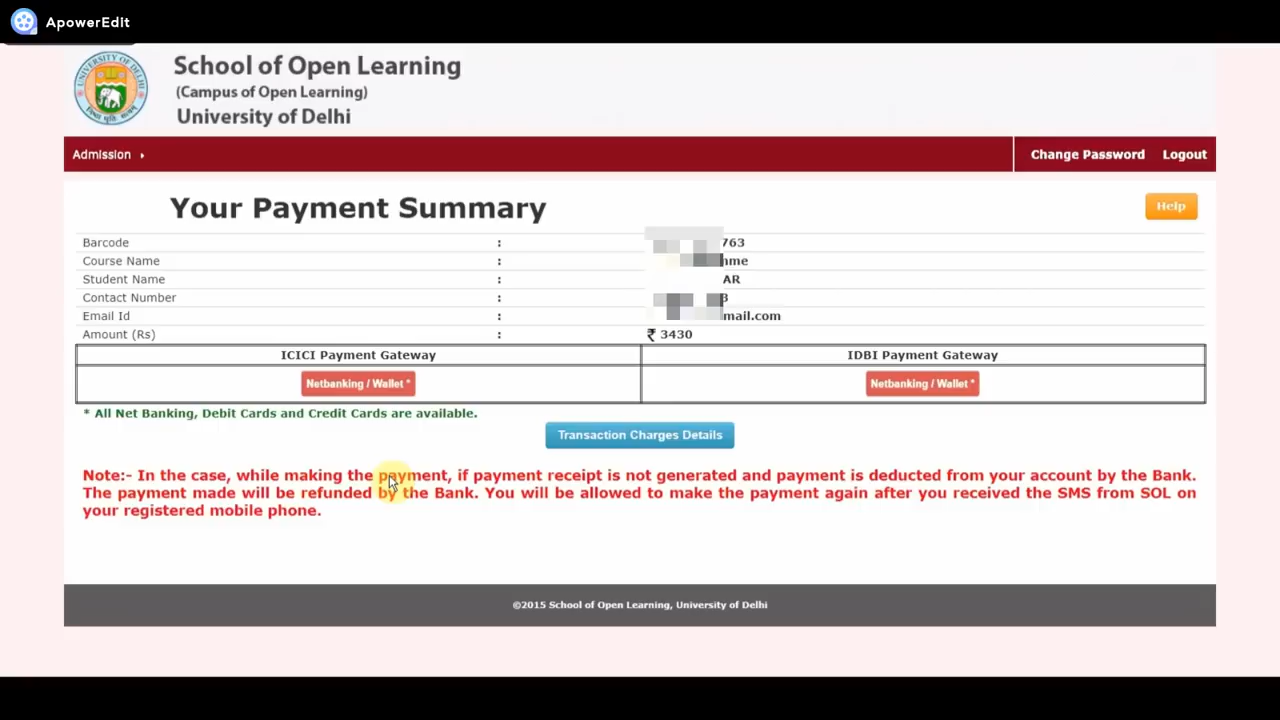 ApowerEdit
UNIVERSITY OF DELHI
School of Open Learning
(Campus of Open Learning)
University of Delhi
Admission
Change Password Logout
Your Payment Summary
Help
Barcode : 763
Course Name :
Student Name : AR
Contact Number :
Email Id : mail.com
Amount (Rs) : ₹ 3430
ICICI Payment Gateway IDBI Payment Gateway
Netbanking / Wallet * Netbanking / Wallet *
* All Net Banking, Debit Cards and Credit Cards are available.
Transaction Charges Details
Note:- In the case, while making the payment, if payment receipt is not generated and payment is deducted from your account by the Bank.
The payment made will be refunded by the Bank. You will be allowed to make the payment again after you received the SMS from SOL on
your registered mobile phone.
©2015 School of Open Learning, University of Delhi